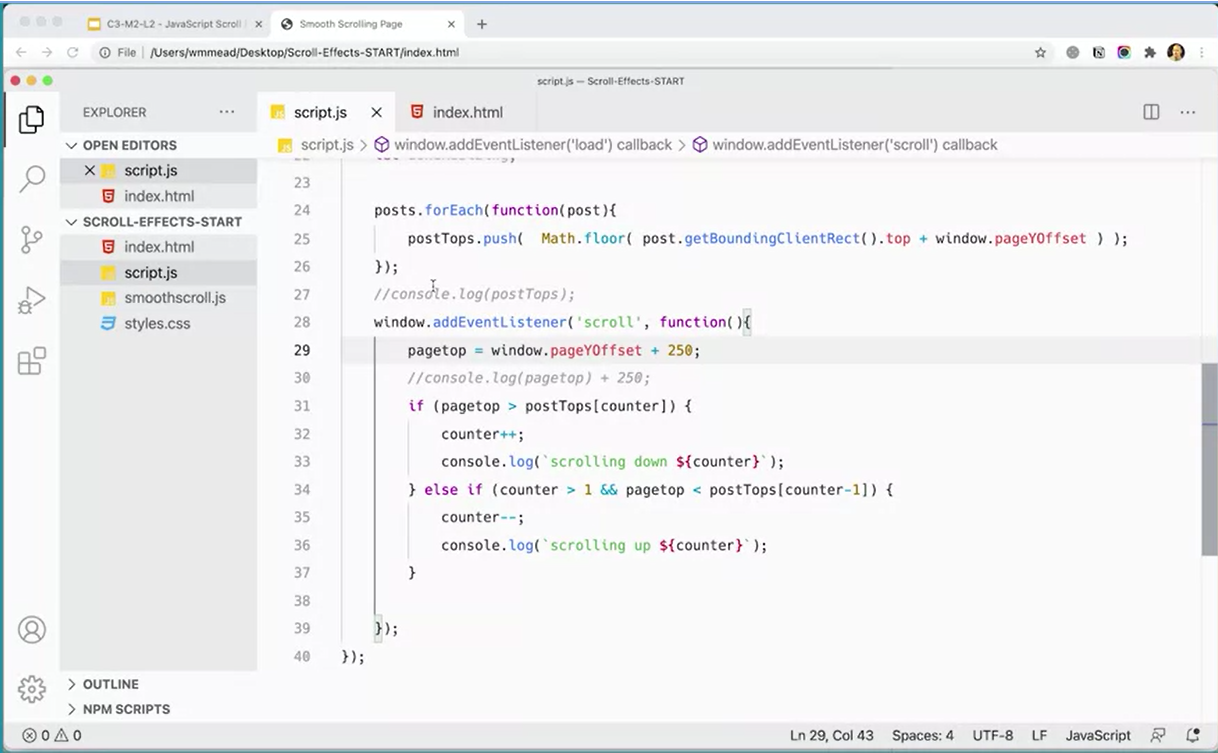 C3-M2-L2 - JavaScript Scroll
Smooth Scrolling Page
File /Users/wmmead/Desktop/Scroll-Effects-START/index.html
script.js — Scroll-Effects-START
EXPLORER
script.js
index.html
OPEN EDITORS
script.js
index.html
SCROLL-EFFECTS-START
index.html
script.js
smoothscroll.js
styles.css
OUTLINE
NPM SCRIPTS
script.js > window.addEventListener('load') callback > window.addEventListener('scroll') callback
23
24 posts.forEach(function(post){
25 postTops.push(  Math.floor( post.getBoundingClientRect().top + window.pageYOffset ) );
26 });
27 //console.log(postTops);
28 window.addEventListener('scroll', function(){
29 pagetop = window.pageYOffset + 250;
30 //console.log(pagetop) + 250;
31 if (pagetop > postTops[counter]) {
32 counter++;
33 console.log(`scrolling down ${counter}`);
34 } else if (counter > 1 && pagetop < postTops[counter-1]) {
35 counter--;
36 console.log(`scrolling up ${counter}`);
37 }
38
39 });
40 });
0 0
Ln 29, Col 43 Spaces: 4 UTF-8 LF JavaScript